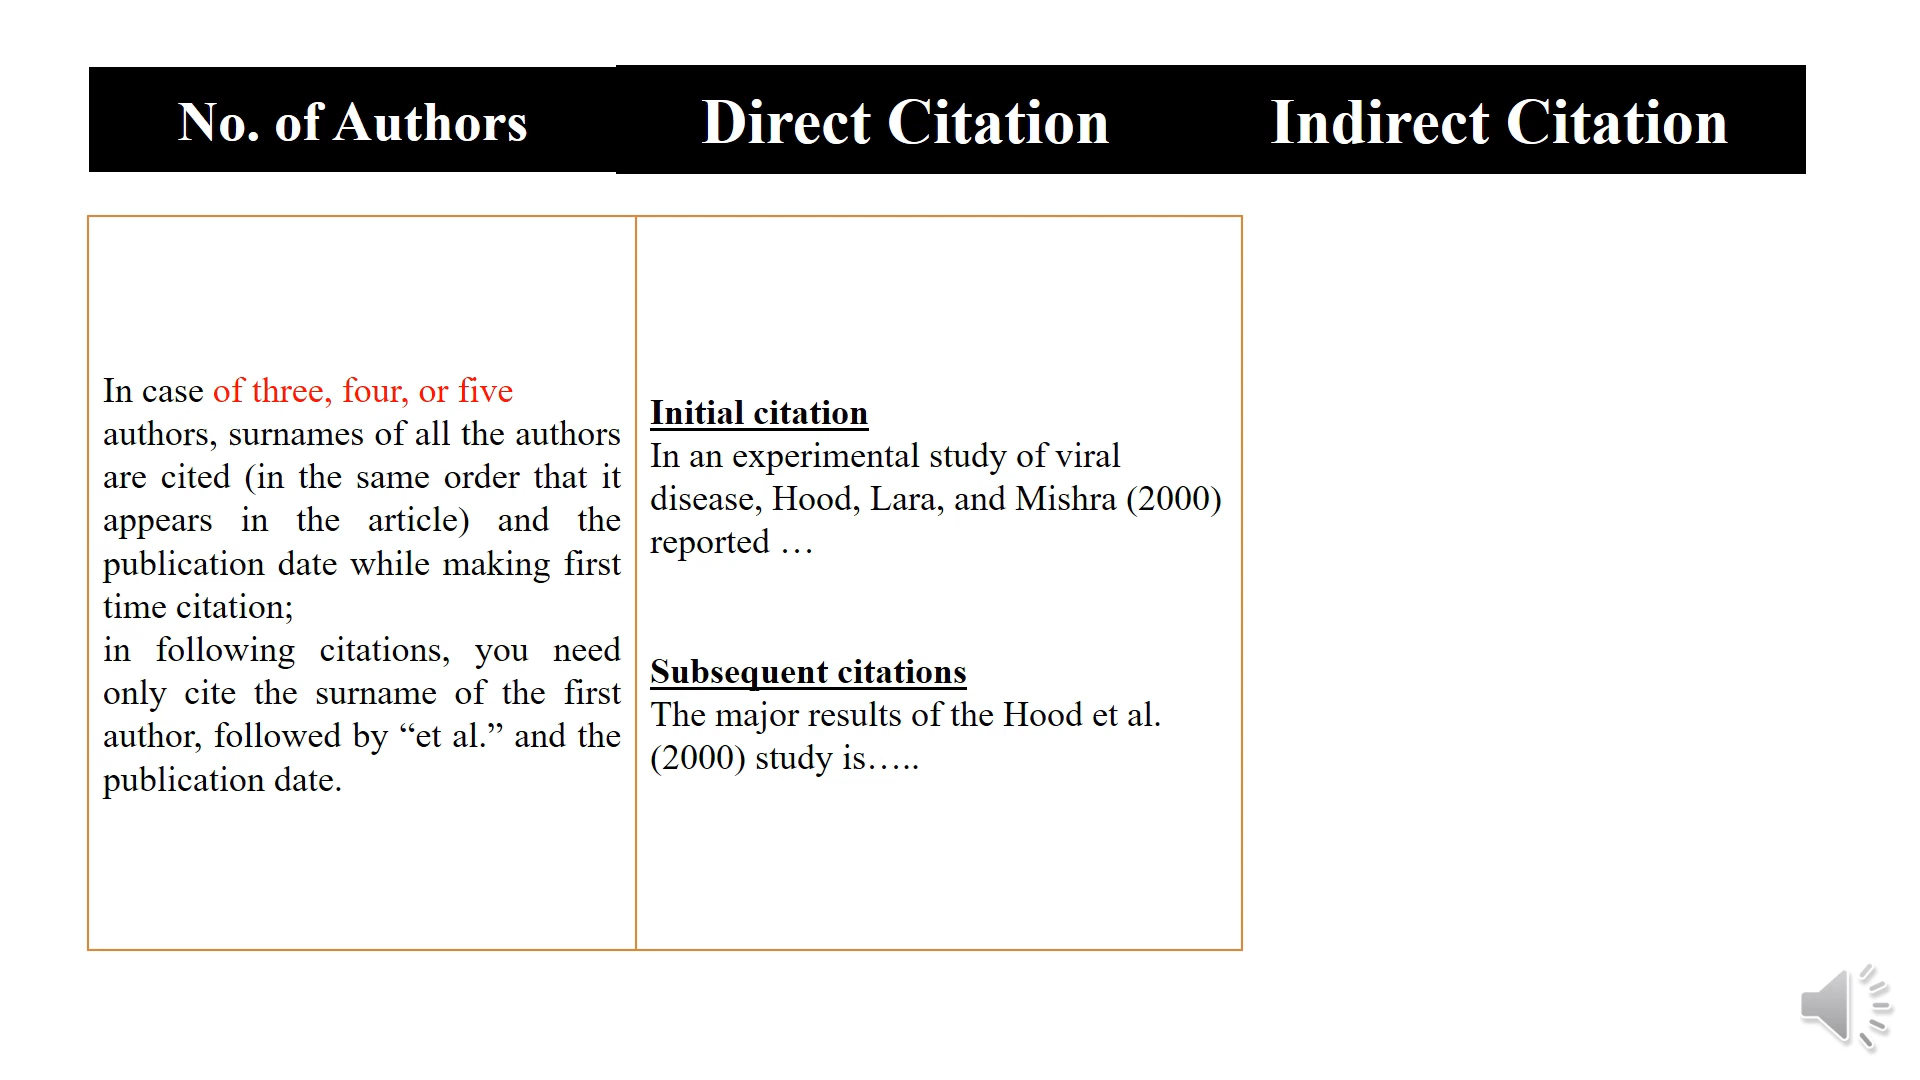 No. of Authors
Direct Citation
Indirect Citation
In case of three, four, or five
authors, surnames of all the authors
are cited (in the same order that it
appears in the article) and the
publication date while making first
time citation;
in following citations, you need
only cite the surname of the first
author, followed by “et al.” and the
publication date.
Initial citation
In an experimental study of viral
disease, Hood, Lara, and Mishra (2000)
reported …
Subsequent citations
The major results of the Hood et al.
(2000) study is…..